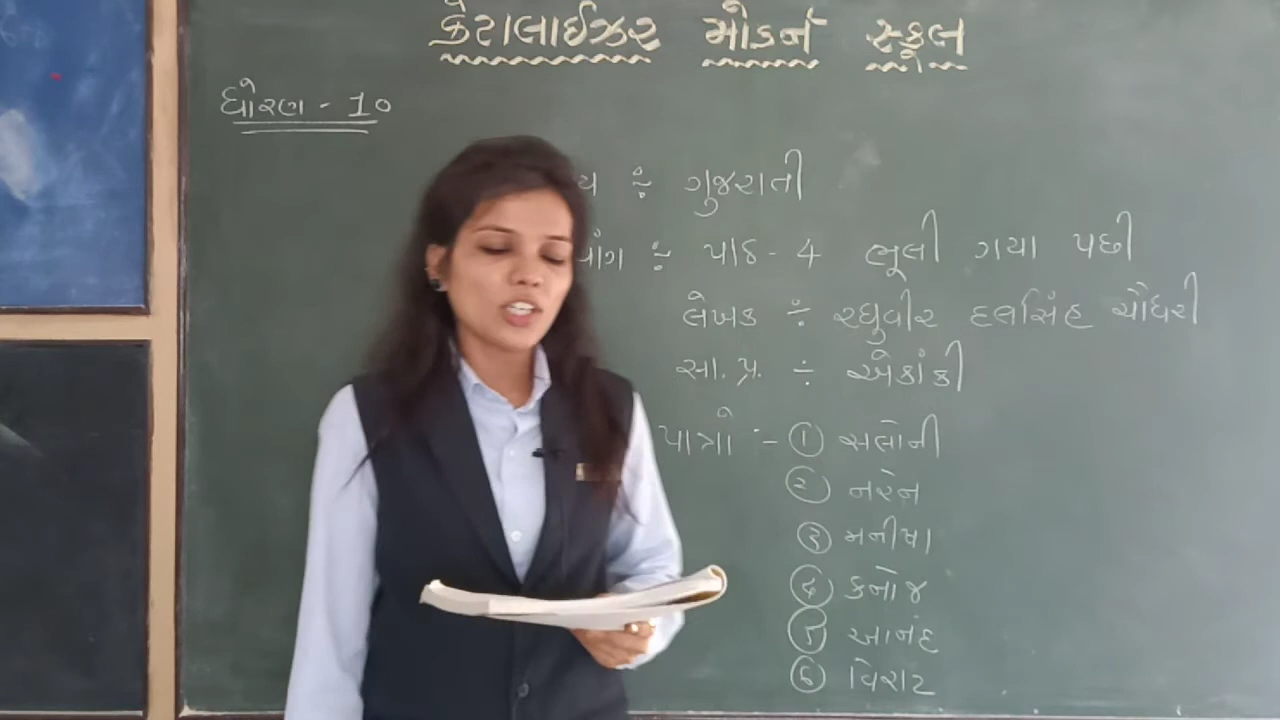 કેટાલાઈઝર મોડર્ન સ્કૂલ
ધોરણ - 10
ય ÷ ગુજરાતી
÷ પાઠ - 4 ભૂલી ગયા પછી
લેખક ÷ રઘુવીર દલસિંહ ચૌધરી
સા. પ્ર. ÷ એકાંકી
પાત્રો :- ① સલોની
② નરેન
③ મનીષા
④ કનોજ
⑤ આનંદ
⑥ વિરાટ